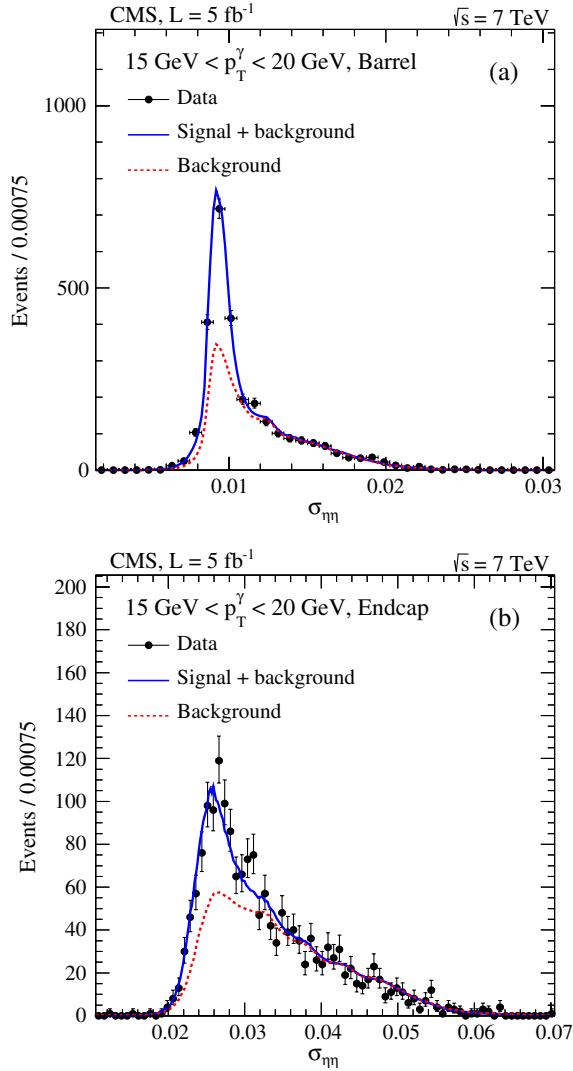 CMS, L = 5 fb⁻¹ √s = 7 TeV
15 GeV < p_T^γ < 20 GeV, Barrel (a)
Data
Signal + background
Background
Events / 0.00075
1000
500
0
0.01 0.02 0.03
σ_ηη
CMS, L = 5 fb⁻¹ √s = 7 TeV
15 GeV < p_T^γ < 20 GeV, Endcap (b)
Data
Signal + background
Background
Events / 0.00075
200
180
160
140
120
100
80
60
40
20
0
0.02 0.03 0.04 0.05 0.06 0.07
σ_ηη